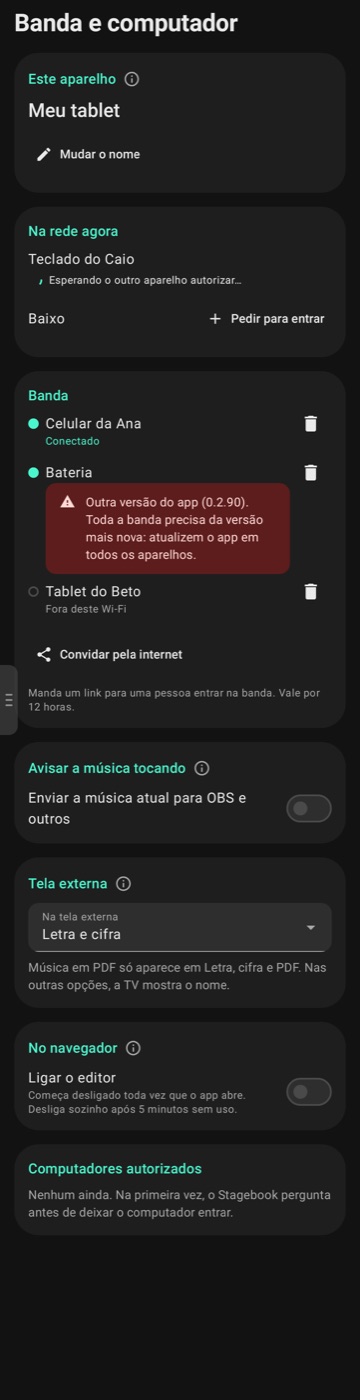 Banda e computador
Este aparelho
Meu tablet
Mudar o nome
Na rede agora
Teclado do Caio
Esperando o outro aparelho autorizar…
Baixo
Pedir para entrar
Banda
Celular da Ana
Conectado
Bateria
Outra versão do app (0.2.90).
Toda a banda precisa da versão
mais nova: atualizem o app em
todos os aparelhos.
Tablet do Beto
Fora deste Wi-Fi
Convidar pela internet
Manda um link para uma pessoa entrar na banda. Vale por
12 horas.
Avisar a música tocando
Enviar a música atual para OBS e
outros
Tela externa
Na tela externa
Letra e cifra
Música em PDF só aparece em Letra, cifra e PDF. Nas
outras opções, a TV mostra o nome.
No navegador
Ligar o editor
Começa desligado toda vez que o app abre.
Desliga sozinho após 5 minutos sem uso.
Computadores autorizados
Nenhum ainda. Na primeira vez, o Stagebook pergunta
antes de deixar o computador entrar.